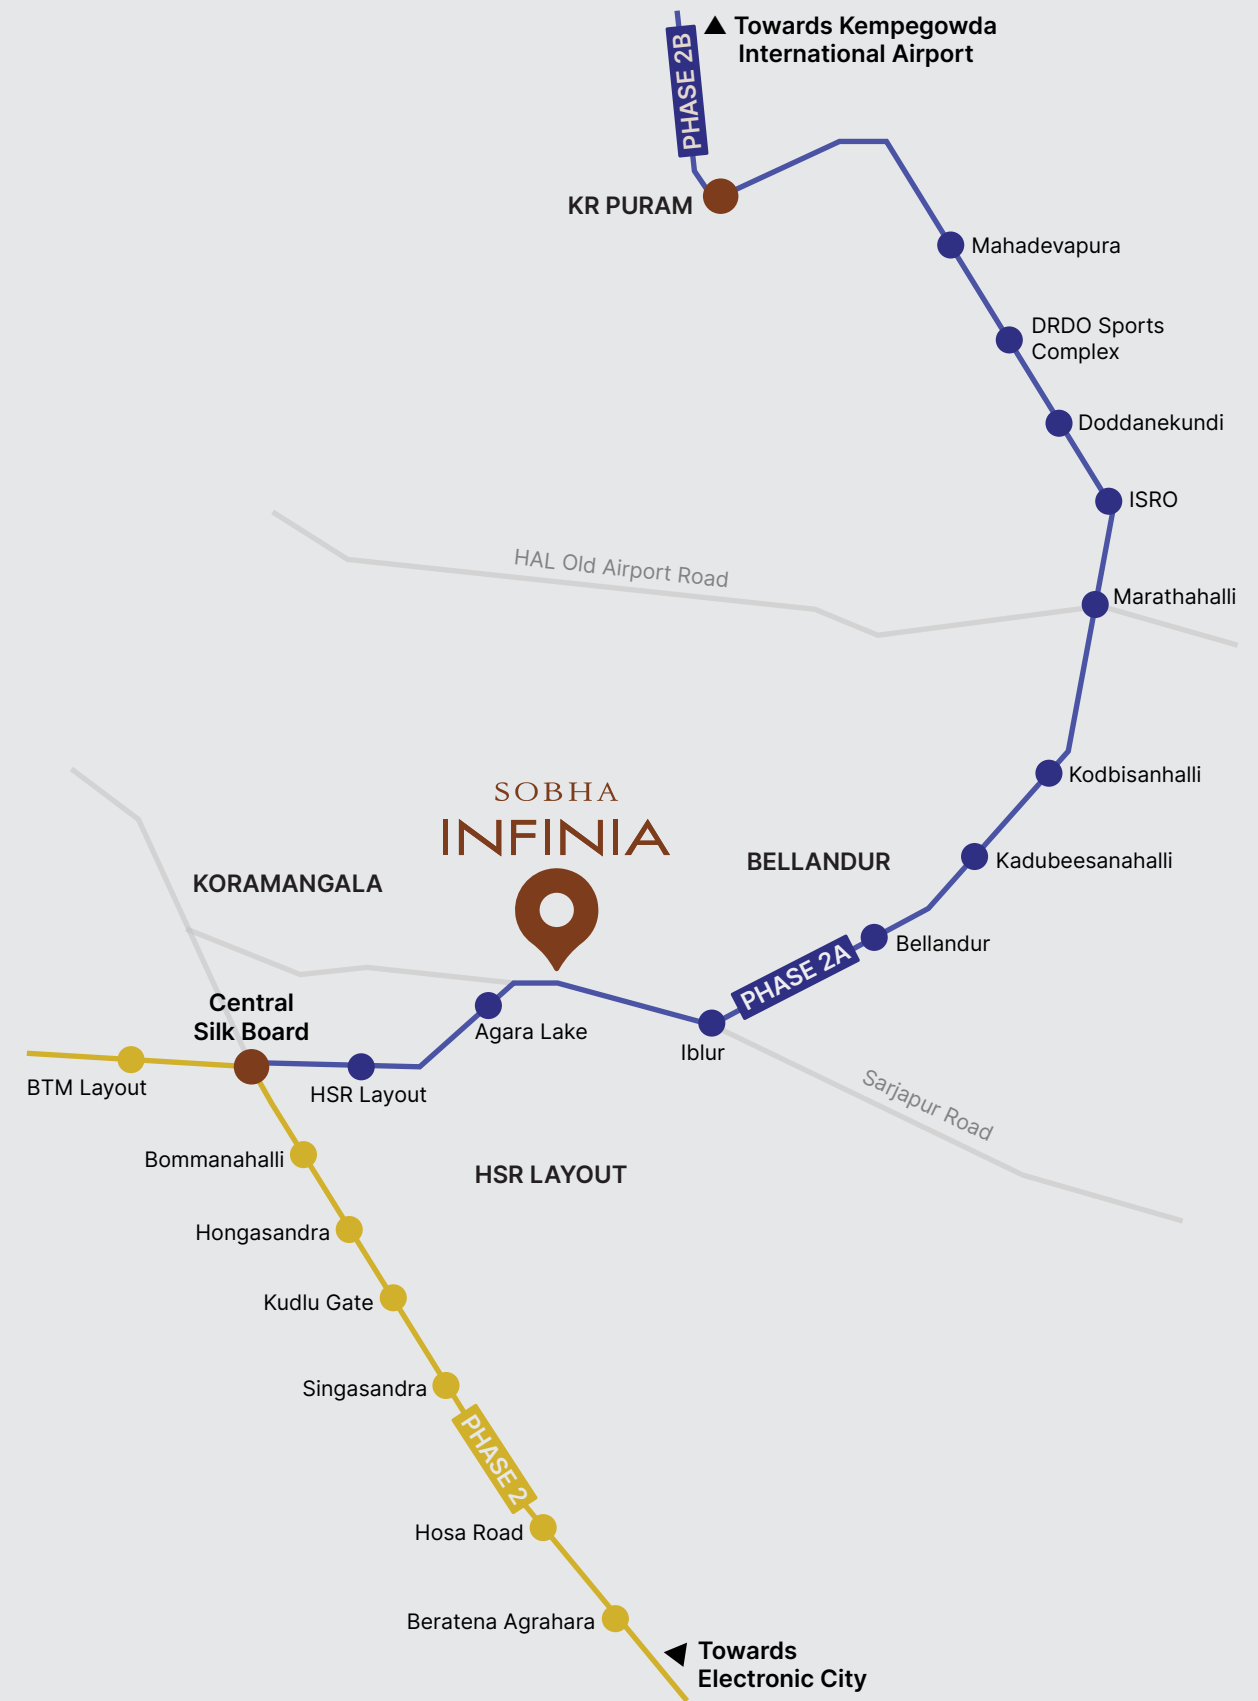 Towards Kempegowda
International Airport
PHASE 2B
KR PURAM
Mahadevapura
DRDO Sports
Complex
Doddanekundi
ISRO
HAL Old Airport Road
Marathahalli
Kodbisanhalli
SOBHA
INFINIA
BELLANDUR
Kadubeesanahalli
KORAMANGALA
Bellandur
PHASE 2A
Central
Silk Board
Agara Lake
Iblur
BTM Layout
HSR Layout
Sarjapur Road
Bommanahalli
HSR LAYOUT
Hongasandra
Kudlu Gate
Singasandra
PHASE 2
Hosa Road
Beratena Agrahara
Towards
Electronic City